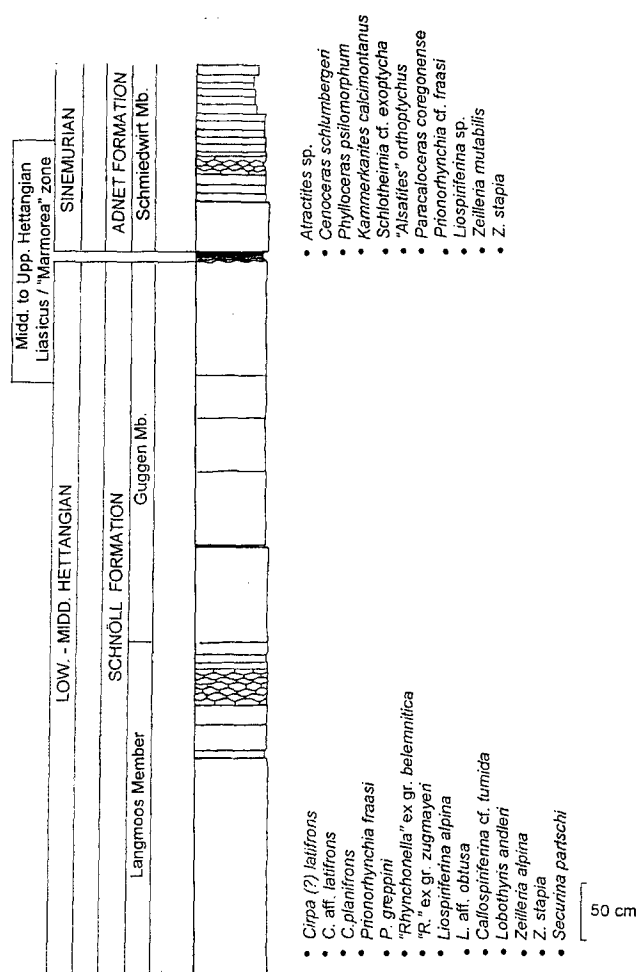 Midd. to Upp. Hettangian
Liasicus / "Marmorea" zone
LOW. - MIDD. HETTANGIAN
SINEMURIAN
SCHNÖLL FORMATION
ADNET FORMATION
Langmoos Member
Guggen Mb.
Schmiedwirt Mb.
• Atractites sp.
• Cenoceras schlumbergeri
• Phylloceras psilomorphum
• Kammerkarites calcimontanus
• Schlotheimia cf. exoptycha
• "Alsatites" orthoptychus
• Paracaloceras coregonense
• Prionorhynchia cf. fraasi
• Liospiriferina sp.
• Zeilleria mutabilis
• Z. stapia
• Cirpa (?) latifrons
• C. aff. latifrons
• C.planifrons
• Prionorhynchia fraasi
• P. greppini
• "Rhynchonella" ex gr. belemnitica
• "R." ex gr. zugmayeri
• Liospiriferina alpina
• L. aff. obtusa
• Callospiriferina cf. tumida
• Lobothyris andleri
• Zeilleria alpina
• Z. stapia
• Securina partschi
50 cm